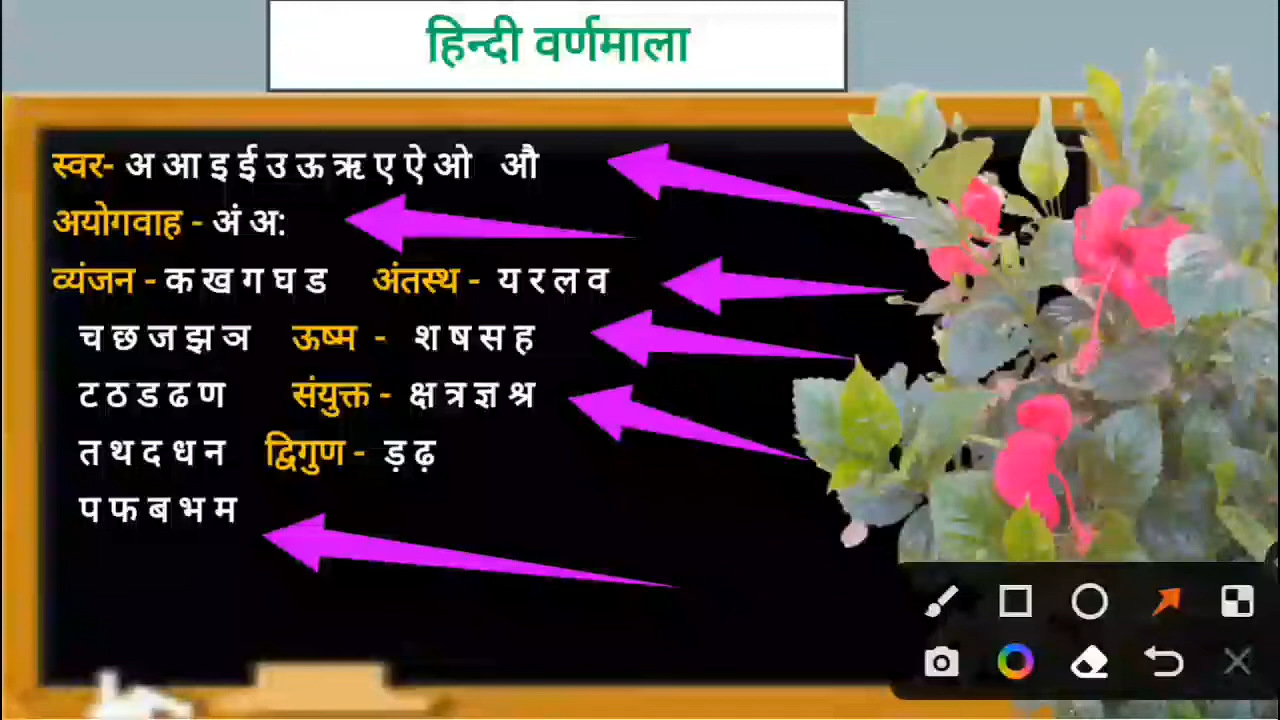 हिन्दी वर्णमाला
स्वर- अ आ इ ई उ ऊ ऋ ए ऐ ओ औ
अयोगवाह - अं अ:
व्यंजन - क ख ग घ ड अंतस्थ - य र ल व
च छ ज झ ञ ऊष्म - श ष स ह
ट ठ ड ढ ण संयुक्त - क्ष त्र ज्ञ श्र
त थ द ध न द्विगुण - ड़ ढ़
प फ ब भ म